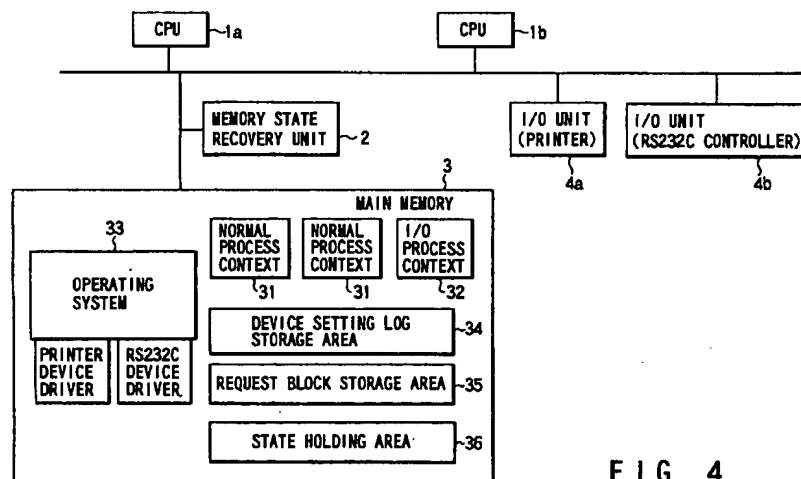 CPU
1a
CPU
1b
MEMORY STATE
RECOVERY UNIT
2
I/O UNIT
(PRINTER)
4a
I/O UNIT
(RS232C CONTROLLER)
4b
3
MAIN MEMORY
33
OPERATING
SYSTEM
PRINTER
DEVICE
DRIVER
RS232C
DEVICE
DRIVER
NORMAL
PROCESS
CONTEXT
31
NORMAL
PROCESS
CONTEXT
31
I/O
PROCESS
CONTEXT
32
DEVICE SETTING LOG
STORAGE AREA
34
REQUEST BLOCK STORAGE AREA
35
STATE HOLDING AREA
36
FIG. 4